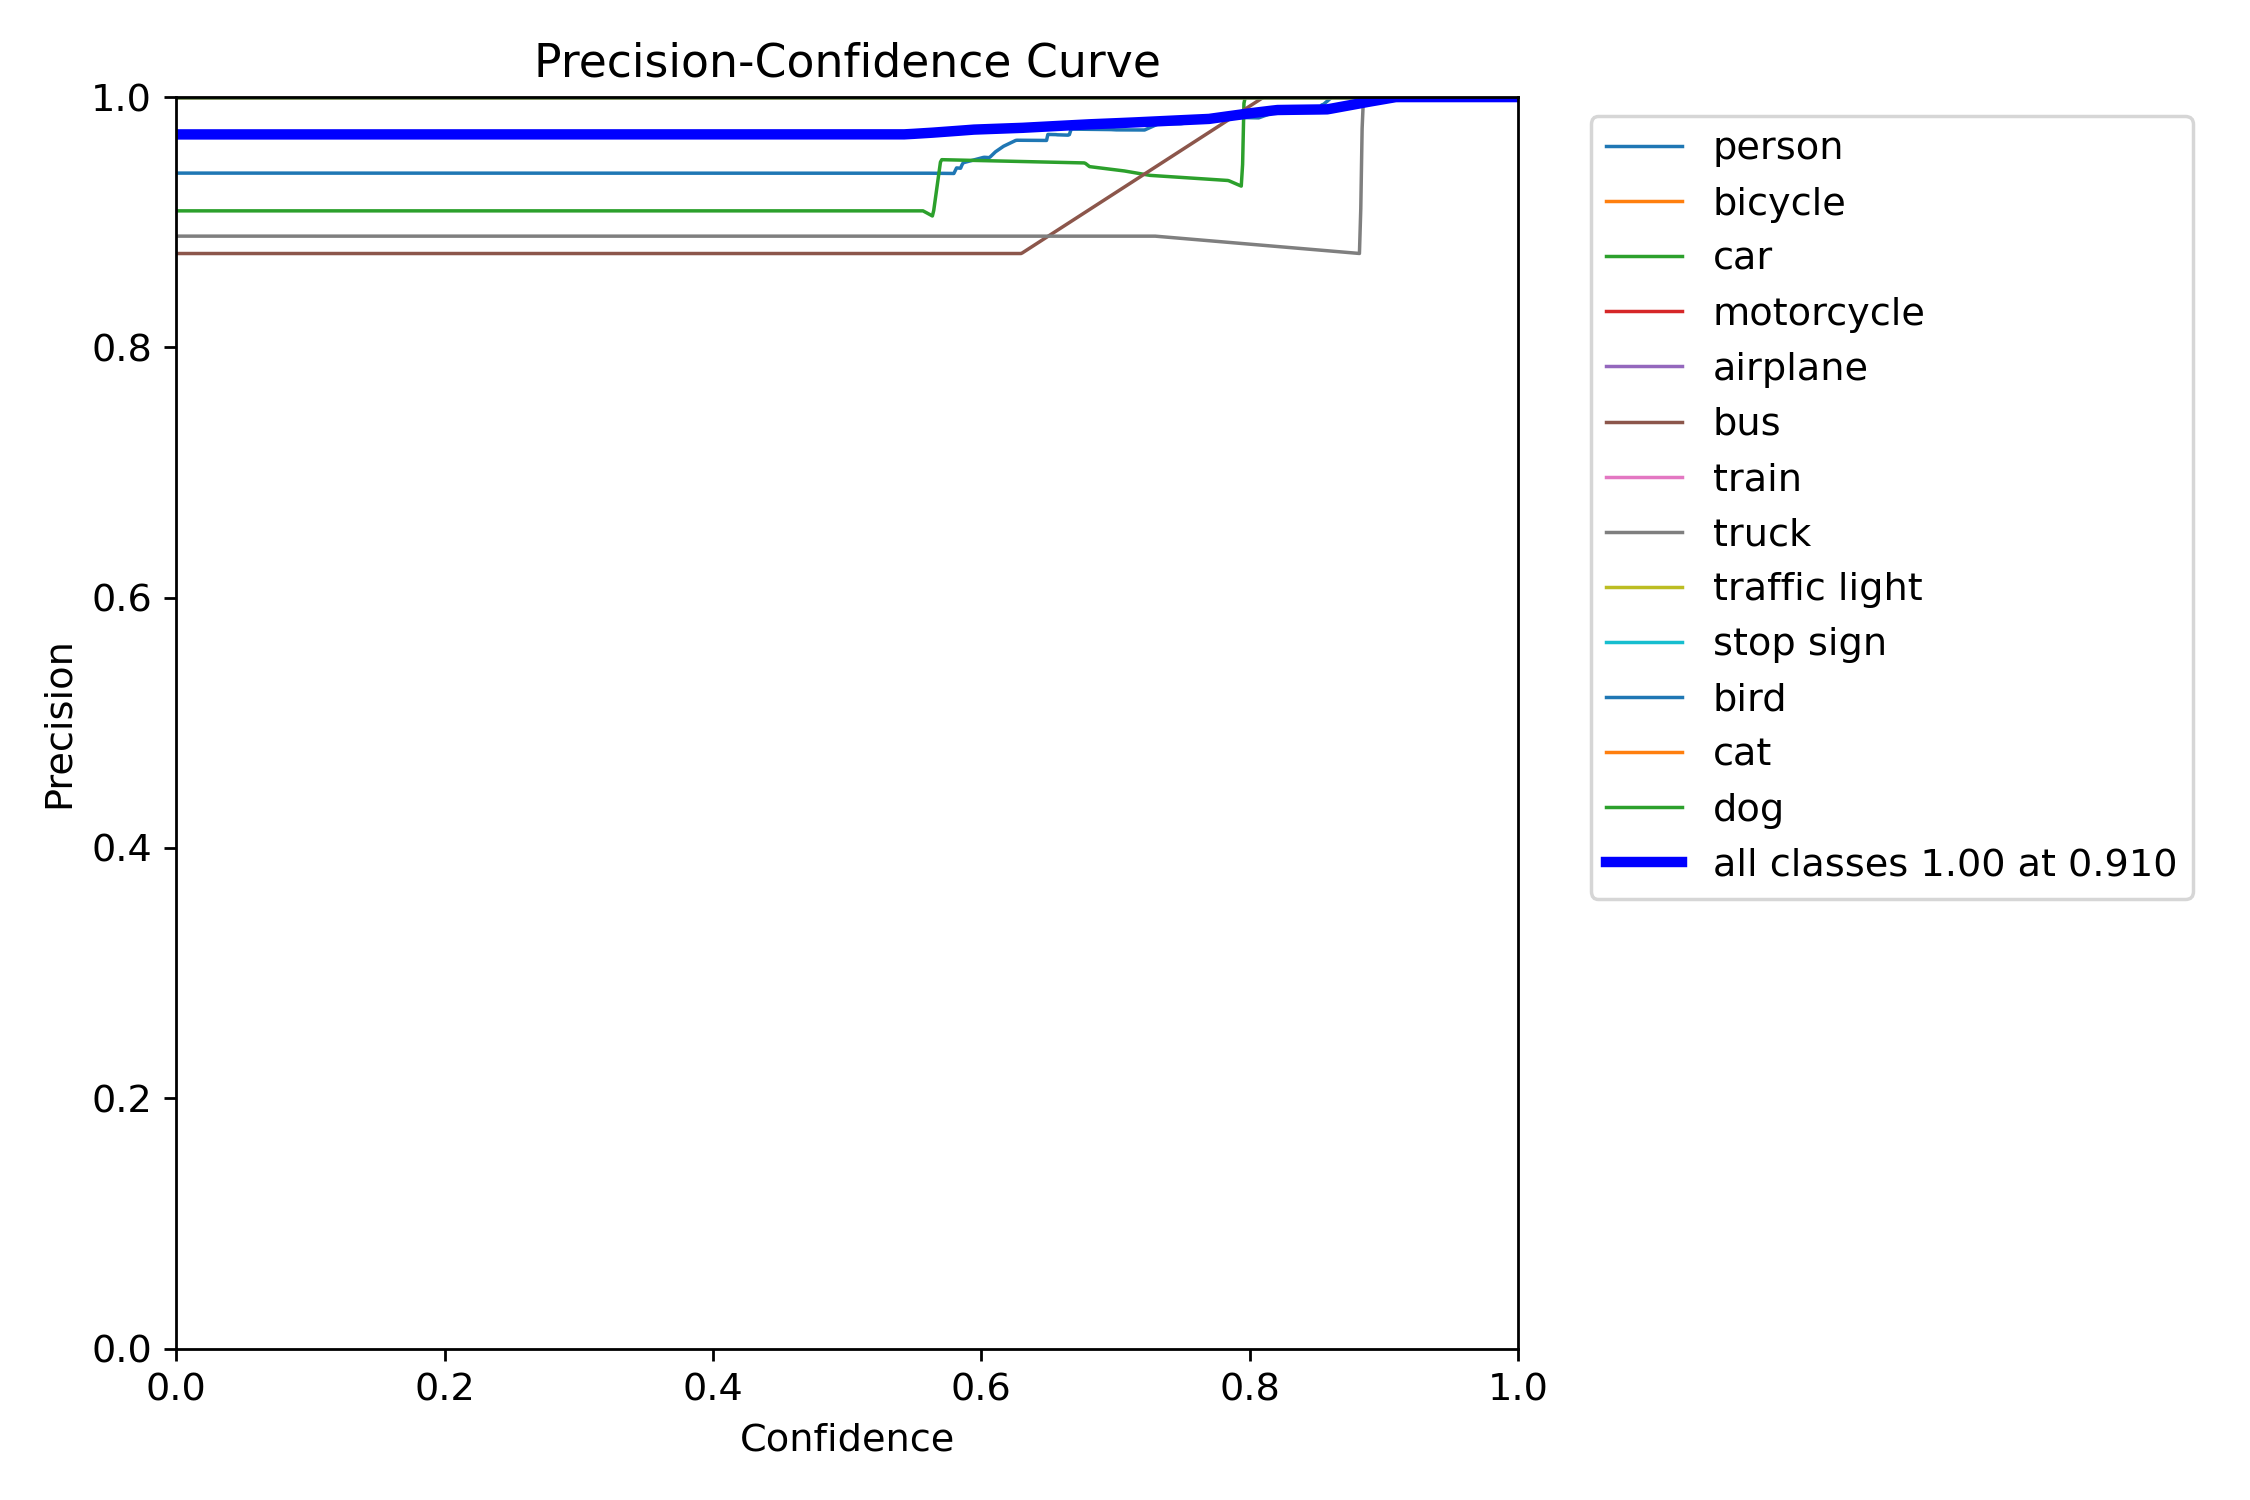 Precision-Confidence Curve
1.0
0.8
0.6
0.4
0.2
0.0
Precision
0.0 0.2 0.4 0.6 0.8 1.0
Confidence
person
bicycle
car
motorcycle
airplane
bus
train
truck
traffic light
stop sign
bird
cat
dog
all classes 1.00 at 0.910